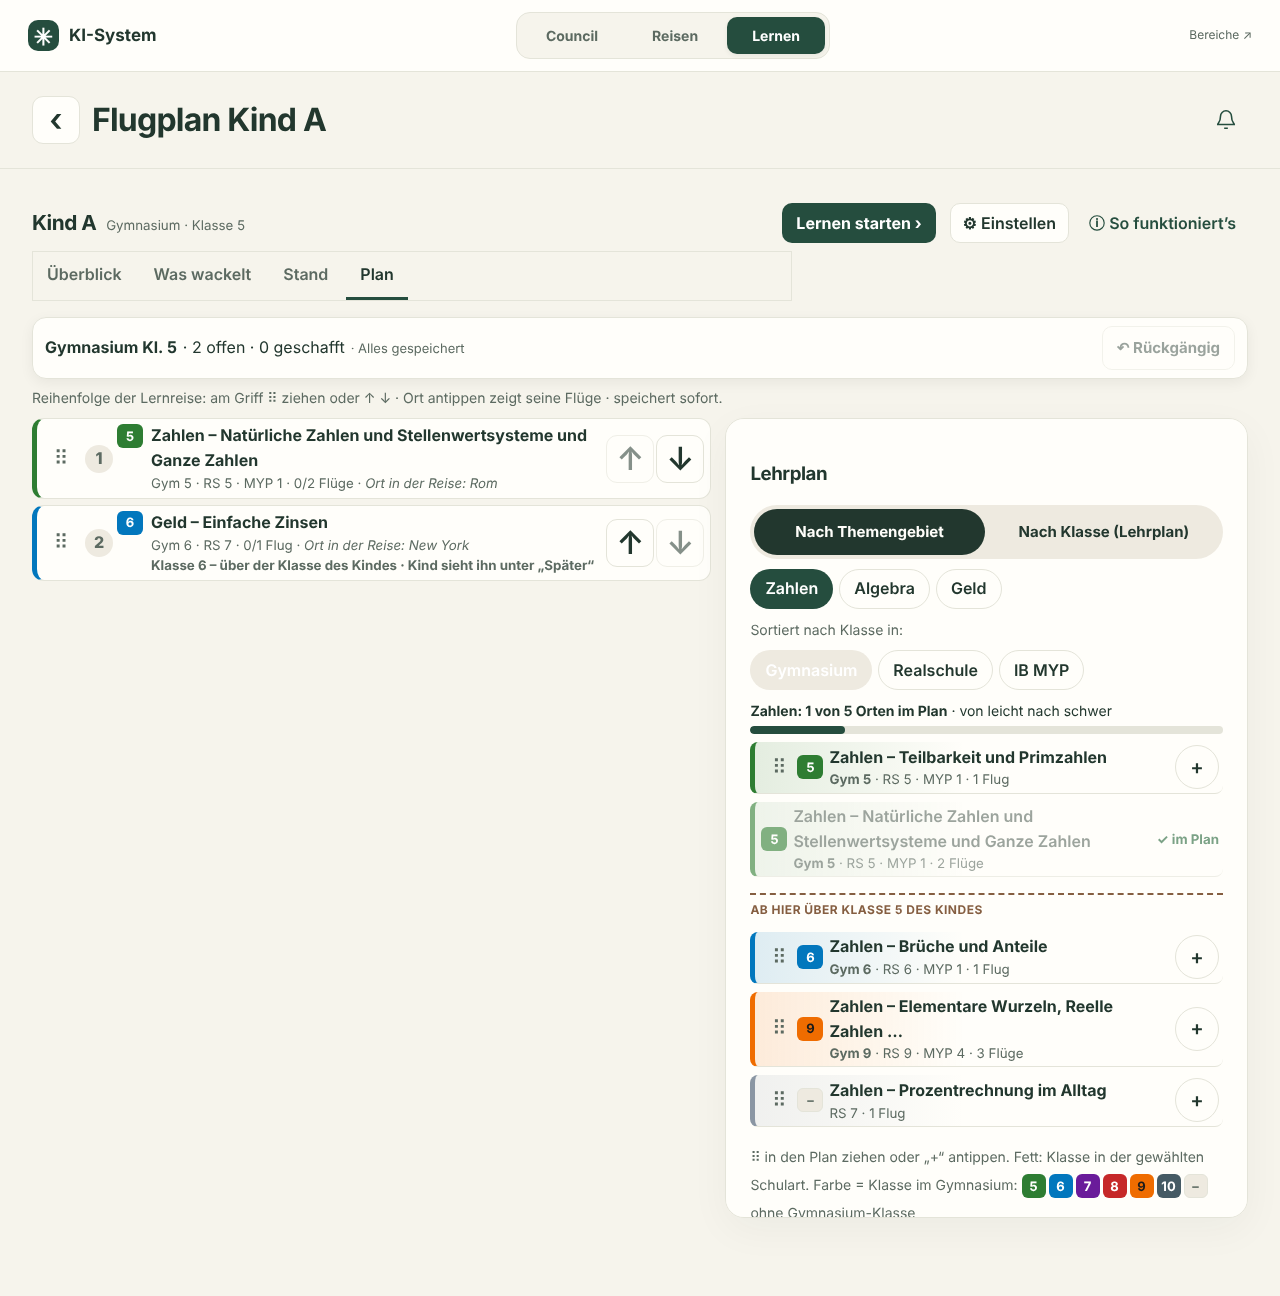 KI-System
Council
Reisen
Lernen
Bereiche ↗
‹ Flugplan Kind A
Kind A Gymnasium · Klasse 5
Lernen starten ›
⚙ Einstellen
ⓘ So funktioniert’s
Überblick
Was wackelt
Stand
Plan
Gymnasium Kl. 5 · 2 offen · 0 geschafft · Alles gespeichert
↶ Rückgängig
Reihenfolge der Lernreise: am Griff ⠿ ziehen oder ↑ ↓ · Ort antippen zeigt seine Flüge · speichert sofort.
⠿ 1 5 Zahlen – Natürliche Zahlen und Stellenwertsysteme und
Ganze Zahlen
Gym 5 · RS 5 · MYP 1 · 0/2 Flüge · Ort in der Reise: Rom
↑ ↓
⠿ 2 6 Geld – Einfache Zinsen
Gym 6 · RS 7 · 0/1 Flug · Ort in der Reise: New York
Klasse 6 – über der Klasse des Kindes · Kind sieht ihn unter „Später“
↑ ↓
Lehrplan
Nach Themengebiet
Nach Klasse (Lehrplan)
Zahlen
Algebra
Geld
Sortiert nach Klasse in:
Gymnasium
Realschule
IB MYP
Zahlen: 1 von 5 Orten im Plan · von leicht nach schwer
⠿ 5 Zahlen – Teilbarkeit und Primzahlen
Gym 5 · RS 5 · MYP 1 · 1 Flug
+
5 Zahlen – Natürliche Zahlen und
Stellenwertsysteme und Ganze Zahlen
Gym 5 · RS 5 · MYP 1 · 2 Flüge
✓ im Plan
AB HIER ÜBER KLASSE 5 DES KINDES
⠿ 6 Zahlen – Brüche und Anteile
Gym 6 · RS 6 · MYP 1 · 1 Flug
+
⠿ 9 Zahlen – Elementare Wurzeln, Reelle
Zahlen …
Gym 9 · RS 9 · MYP 4 · 3 Flüge
+
⠿ – Zahlen – Prozentrechnung im Alltag
RS 7 · 1 Flug
+
⠿ in den Plan ziehen oder „+“ antippen. Fett: Klasse in der gewählten
Schulart. Farbe = Klasse im Gymnasium: 5 6 7 8 9 10 –
ohne Gymnasium-Klasse